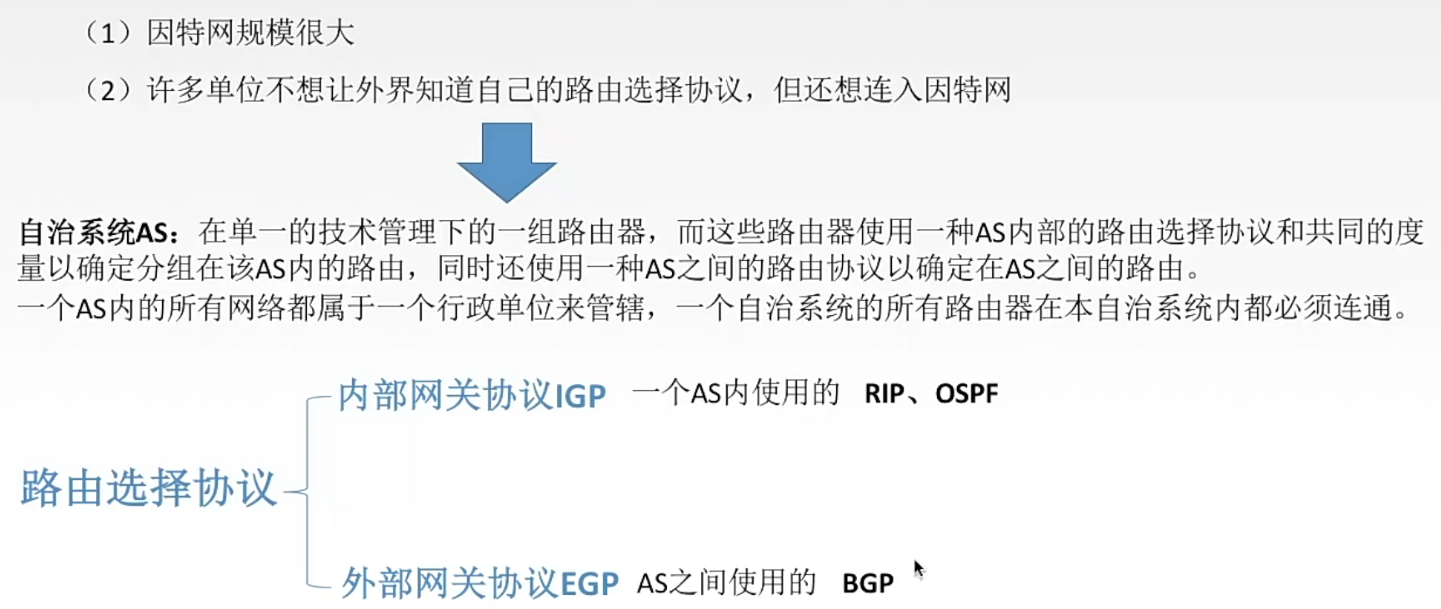 （1）因特网规模很大
（2）许多单位不想让外界知道自己的路由选择协议，但还想连入因特网
自治系统AS：在单一的技术管理下的一组路由器，而这些路由器使用一种AS内部的路由选择协议和共同的度
量以确定分组在该AS内的路由，同时还使用一种AS之间的路由协议以确定在AS之间的路由。
一个AS内的所有网络都属于一个行政单位来管辖，一个自治系统的所有路由器在本自治系统内都必须连通。
内部网关协议IGP 一个AS内使用的 RIP、OSPF
路由选择协议
外部网关协议EGP AS之间使用的 BGP